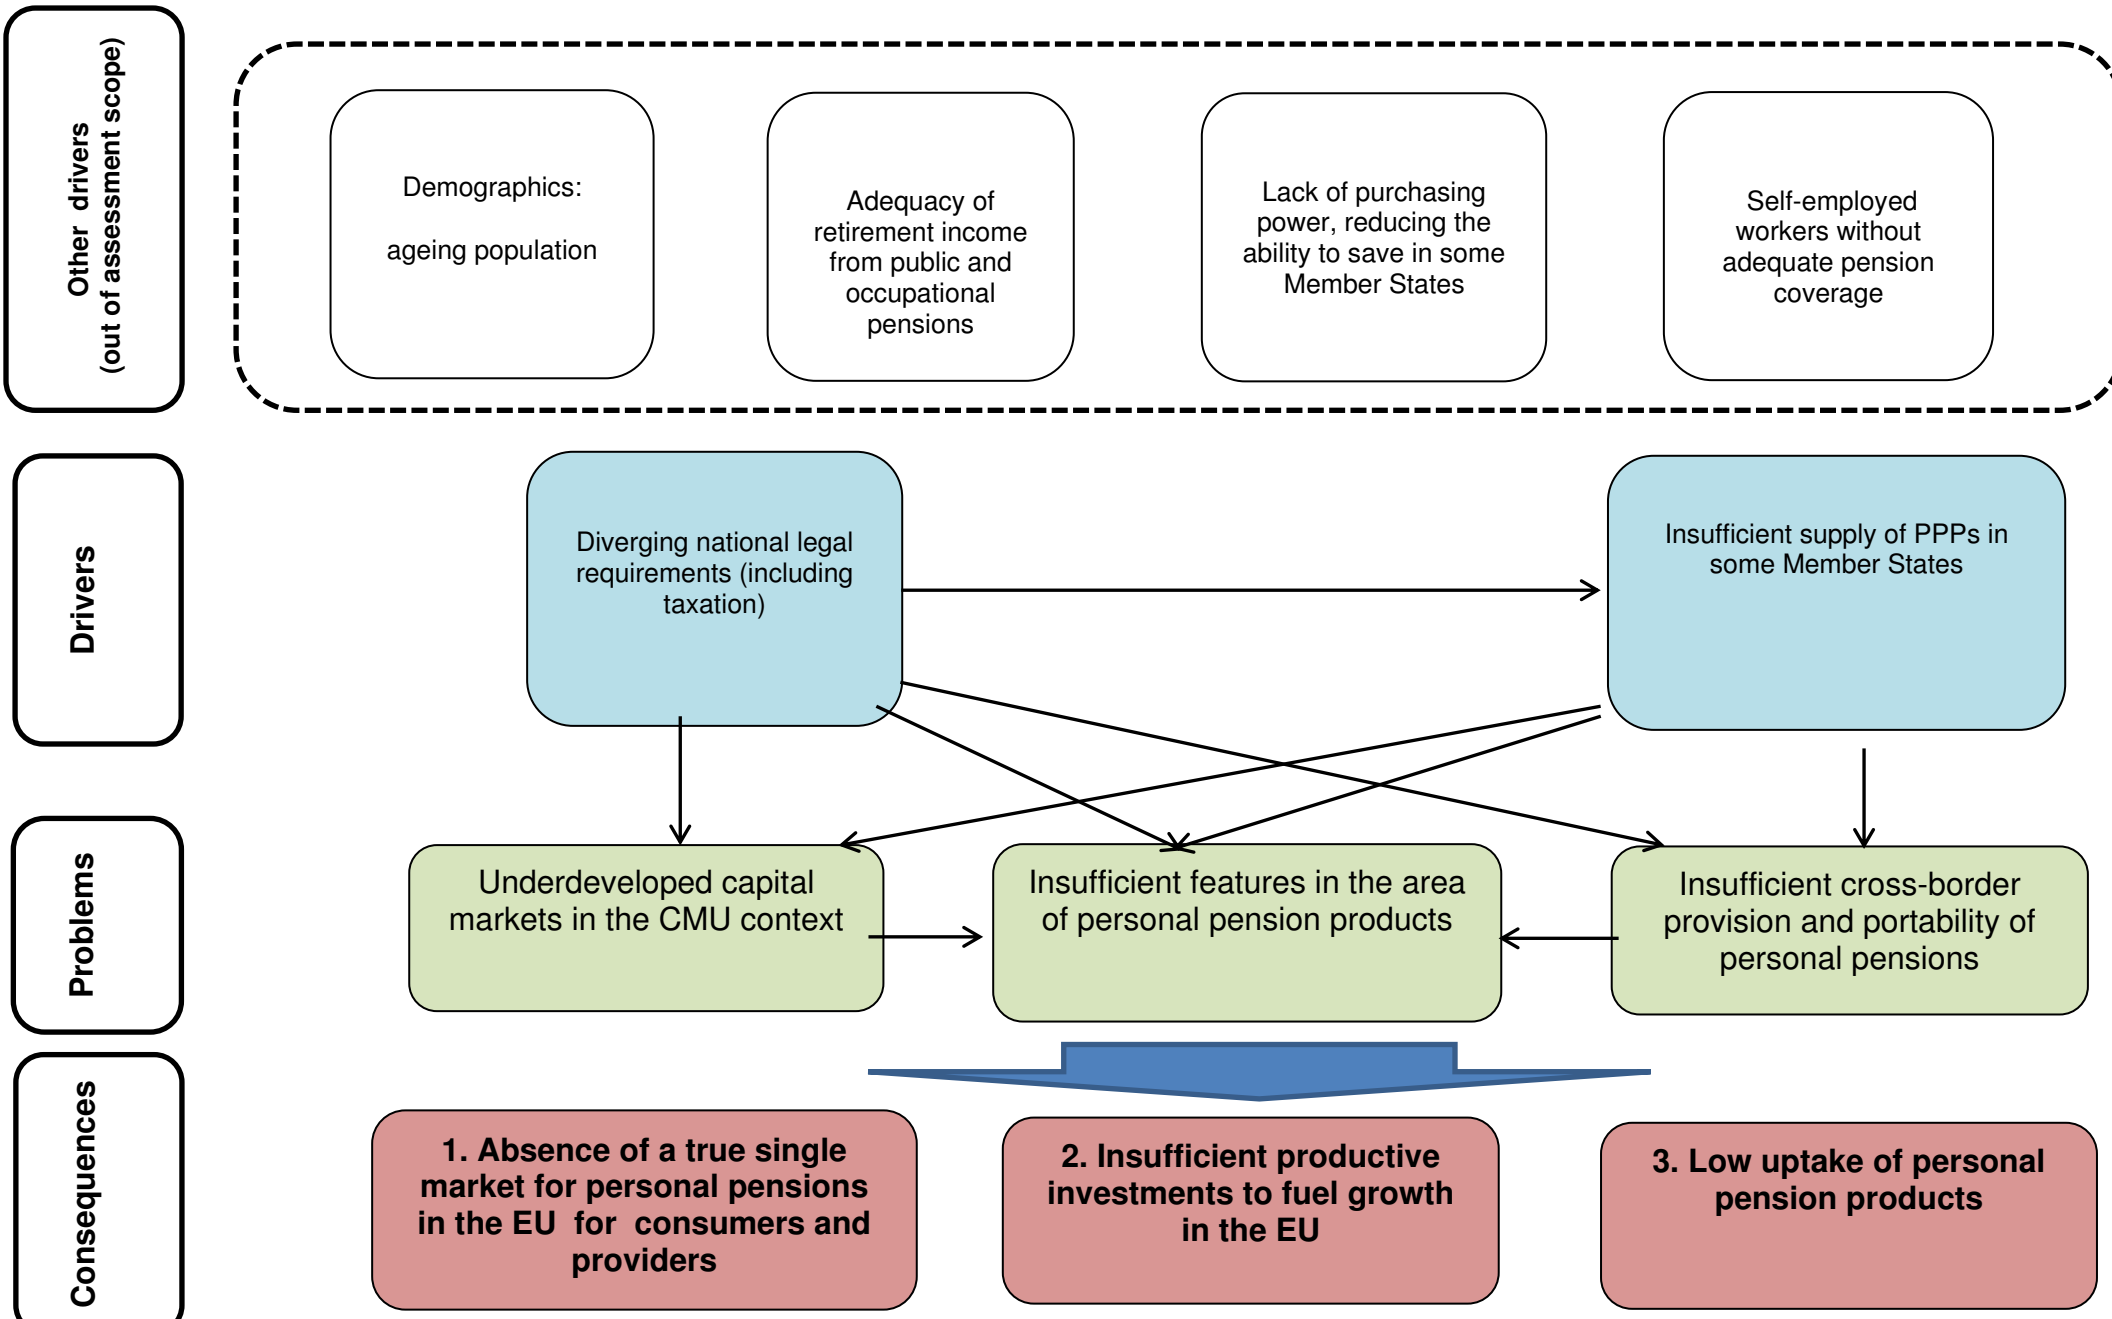 Other drivers
(out of assessment scope)
Demographics:
ageing population
Adequacy of
retirement income
from public and
occupational
pensions
Lack of purchasing
power, reducing the
ability to save in some
Member States
Self-employed
workers without
adequate pension
coverage
Drivers
Diverging national legal
requirements (including
taxation)
Insufficient supply of PPPs in
some Member States
Problems
Underdeveloped capital
markets in the CMU context
Insufficient features in the area
of personal pension products
Insufficient cross-border
provision and portability of
personal pensions
Consequences
1. Absence of a true single
market for personal pensions
in the EU for consumers and
providers
2. Insufficient productive
investments to fuel growth
in the EU
3. Low uptake of personal
pension products